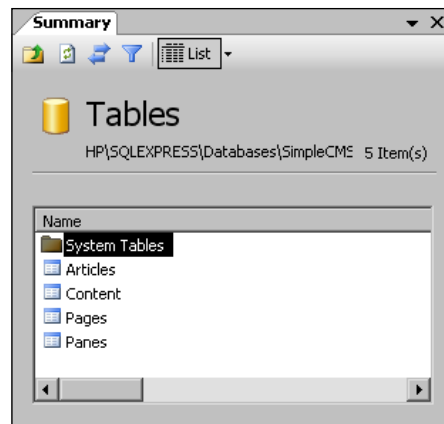 Summary
List
Tables
HP\SQLEXPRESS\Databases\SimpleCMS 5 Item(s)
Name
System Tables
Articles
Content
Pages
Panes